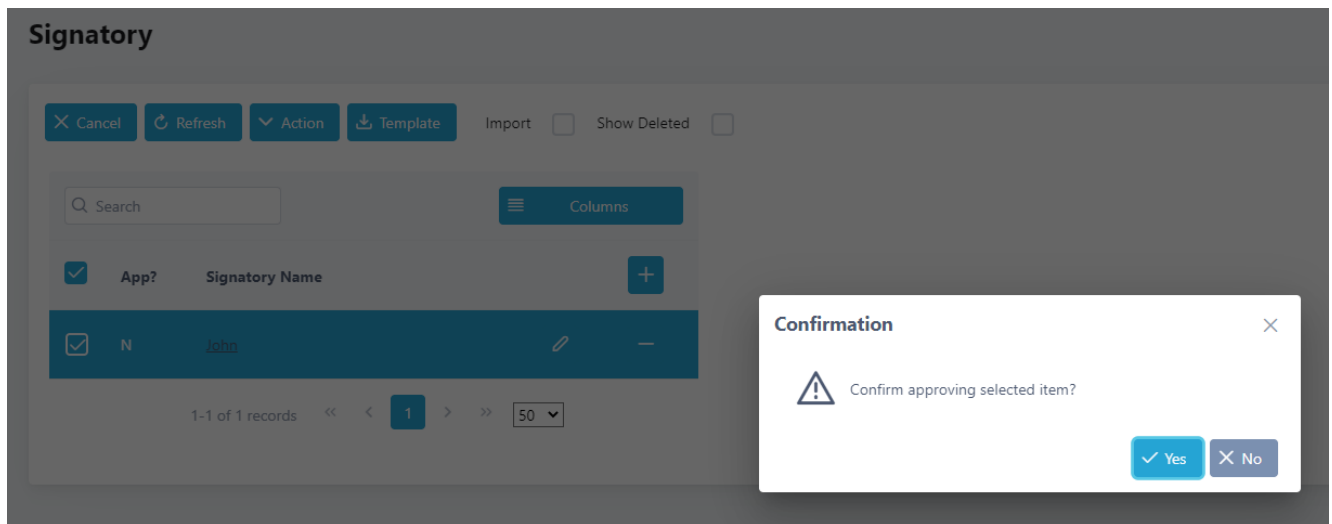 Signatory
Cancel Refresh Action Template Import Show Deleted
Search Columns
App? Signatory Name
N John
1-1 of 1 records 1 50
Confirmation
Confirm approving selected item?
Yes No